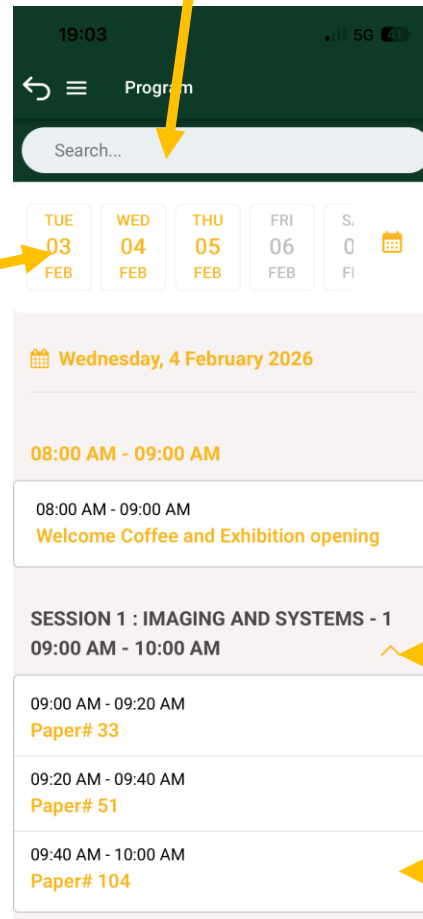 19:03
5G 41
Program
Search...
TUE WED THU FRI
03 04 05 06
FEB FEB FEB FEB
Wednesday, 4 February 2026
08:00 AM - 09:00 AM
08:00 AM - 09:00 AM
Welcome Coffee and Exhibition opening
SESSION 1 : IMAGING AND SYSTEMS - 1
09:00 AM - 10:00 AM
09:00 AM - 09:20 AM
Paper# 33
09:20 AM - 09:40 AM
Paper# 51
09:40 AM - 10:00 AM
Paper# 104